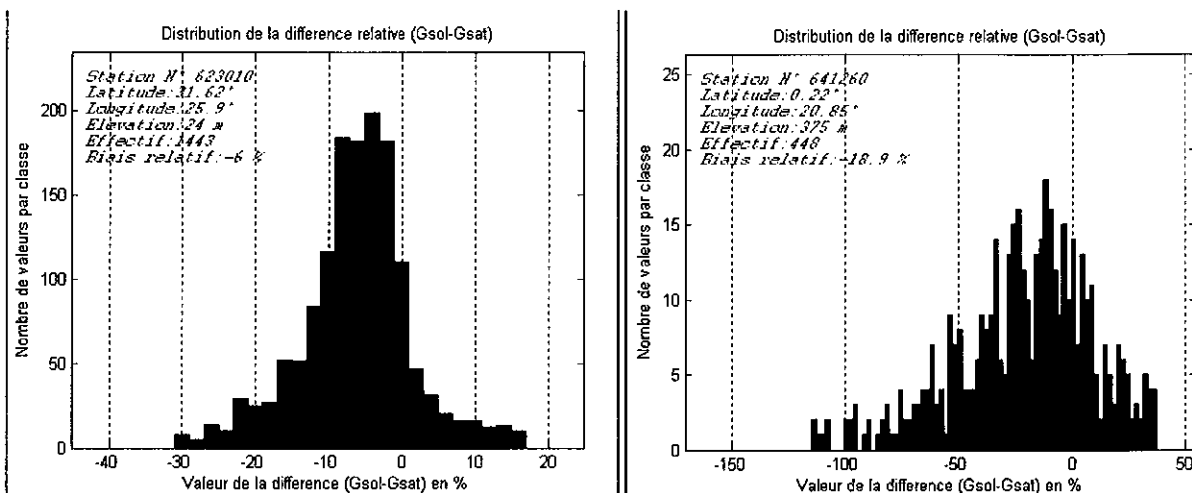 Distribution de la difference relative (Gsol-Gsat)
Station N° 623010
Latitude:31.62°
Longitude:25.9°
Elevation:24 m
Effectif:1443
Biais relatif:-6 %
Nombre de valeurs par classe
200
150
100
50
0
-40 -30 -20 -10 0 10 20
Valeur de la difference (Gsol-Gsat) en %
Distribution de la difference relative (Gsol-Gsat)
Station N° 641260
Latitude:0.22°
Longitude:20.85°
Elevation:375 m
Effectif:448
Biais relatif:-18.9 %
Nombre de valeurs par classe
25
20
15
10
5
0
-150 -100 -50 0 50
Valeur de la difference (Gsol-Gsat) en %